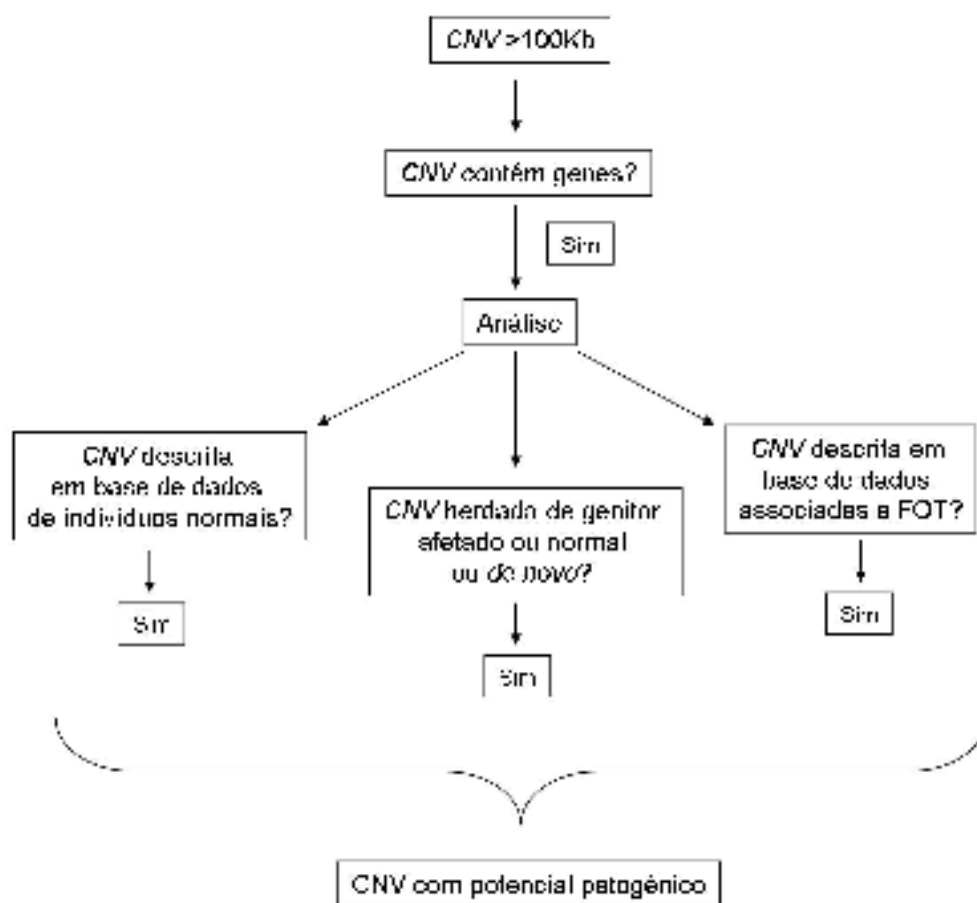 CNV >100Kb
CNV contém genes?
Sim
Análise
CNV descrita
em base de dados
de indivíduos normais?
Sim
CNV herdada de genitor
afetado ou normal
ou de novo?
Sim
CNV descrita em
base de dados
associadas a FOT?
Sim
CNV com potencial patogênico